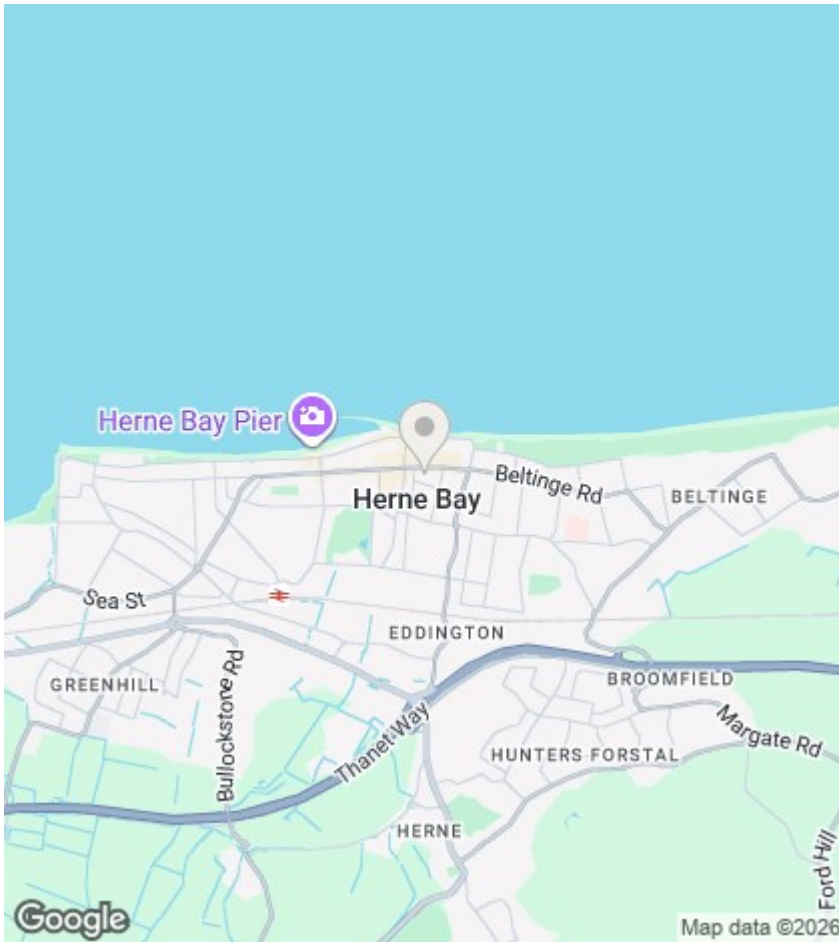 Herne Bay Pier
Herne Bay
Beltinge Rd
BELTINGE
Sea St
EDDINGTON
GREENHILL
Bullockstone Rd
BROOMFIELD
Thanet Way
Margate Rd
HUNTERS FORSTAL
HERNE
Ford Hill
Google
Map data ©2026